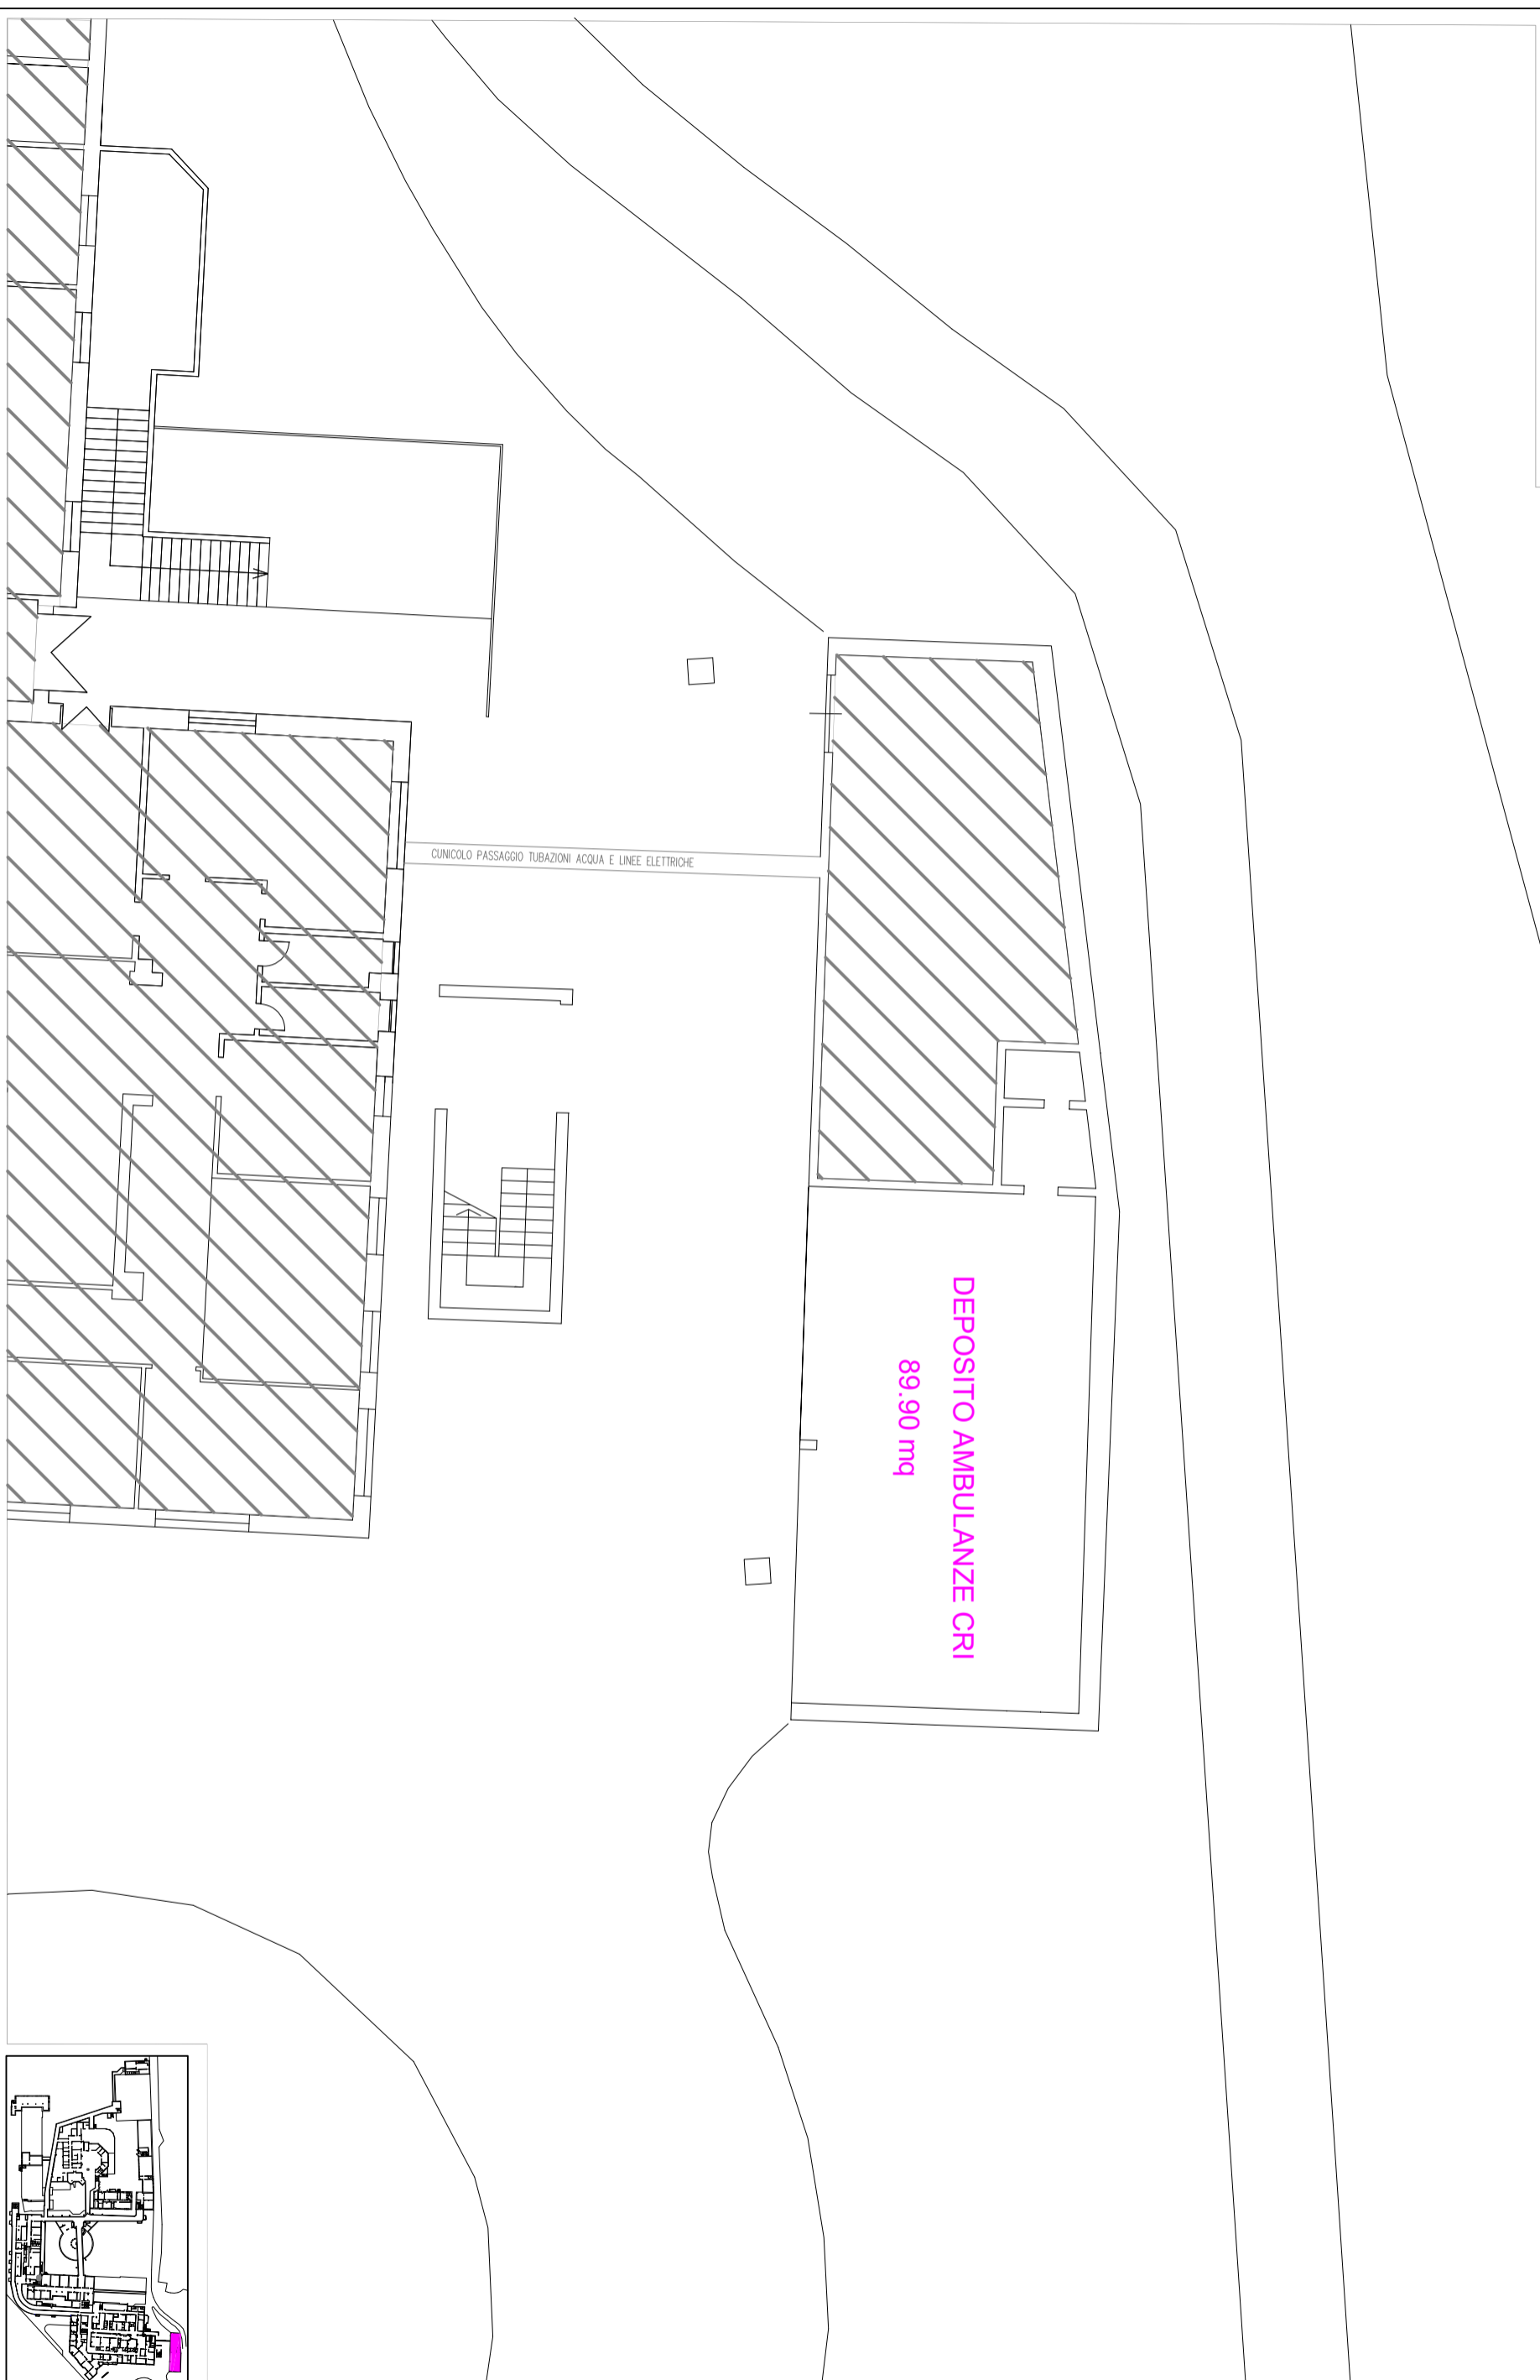 CUNICOLO PASSAGGIO TUBAZIONI ACQUA E LINEE ELETTRICHE
DEPOSITO AMBULANZE CRI
89.90 mq